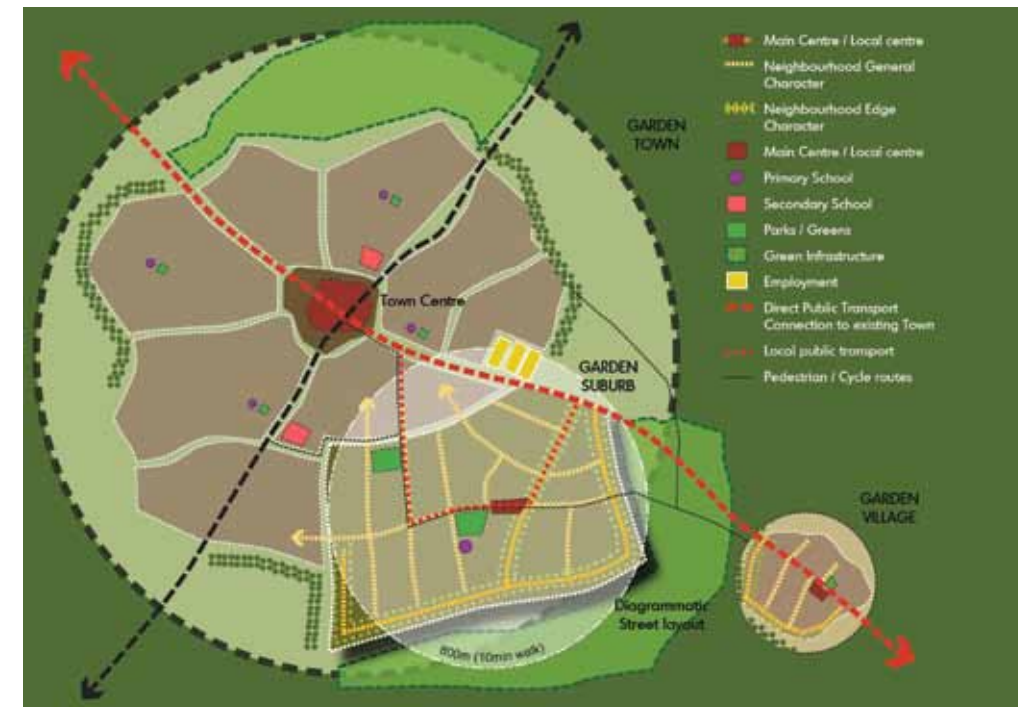 Main Centre / Local centre
Neighbourhood General
Character
Neighbourhood Edge
Character
Main Centre / Local centre
Primary School
Secondary School
Parks / Greens
Green Infrastructure
Employment
Direct Public Transport
Connection to existing Town
Local public transport
Pedestrian / Cycle routes
GARDEN
TOWN
Town Centre
GARDEN
SUBURB
GARDEN
VILLAGE
Diagrammatic
Street layout
800m (10min walk)